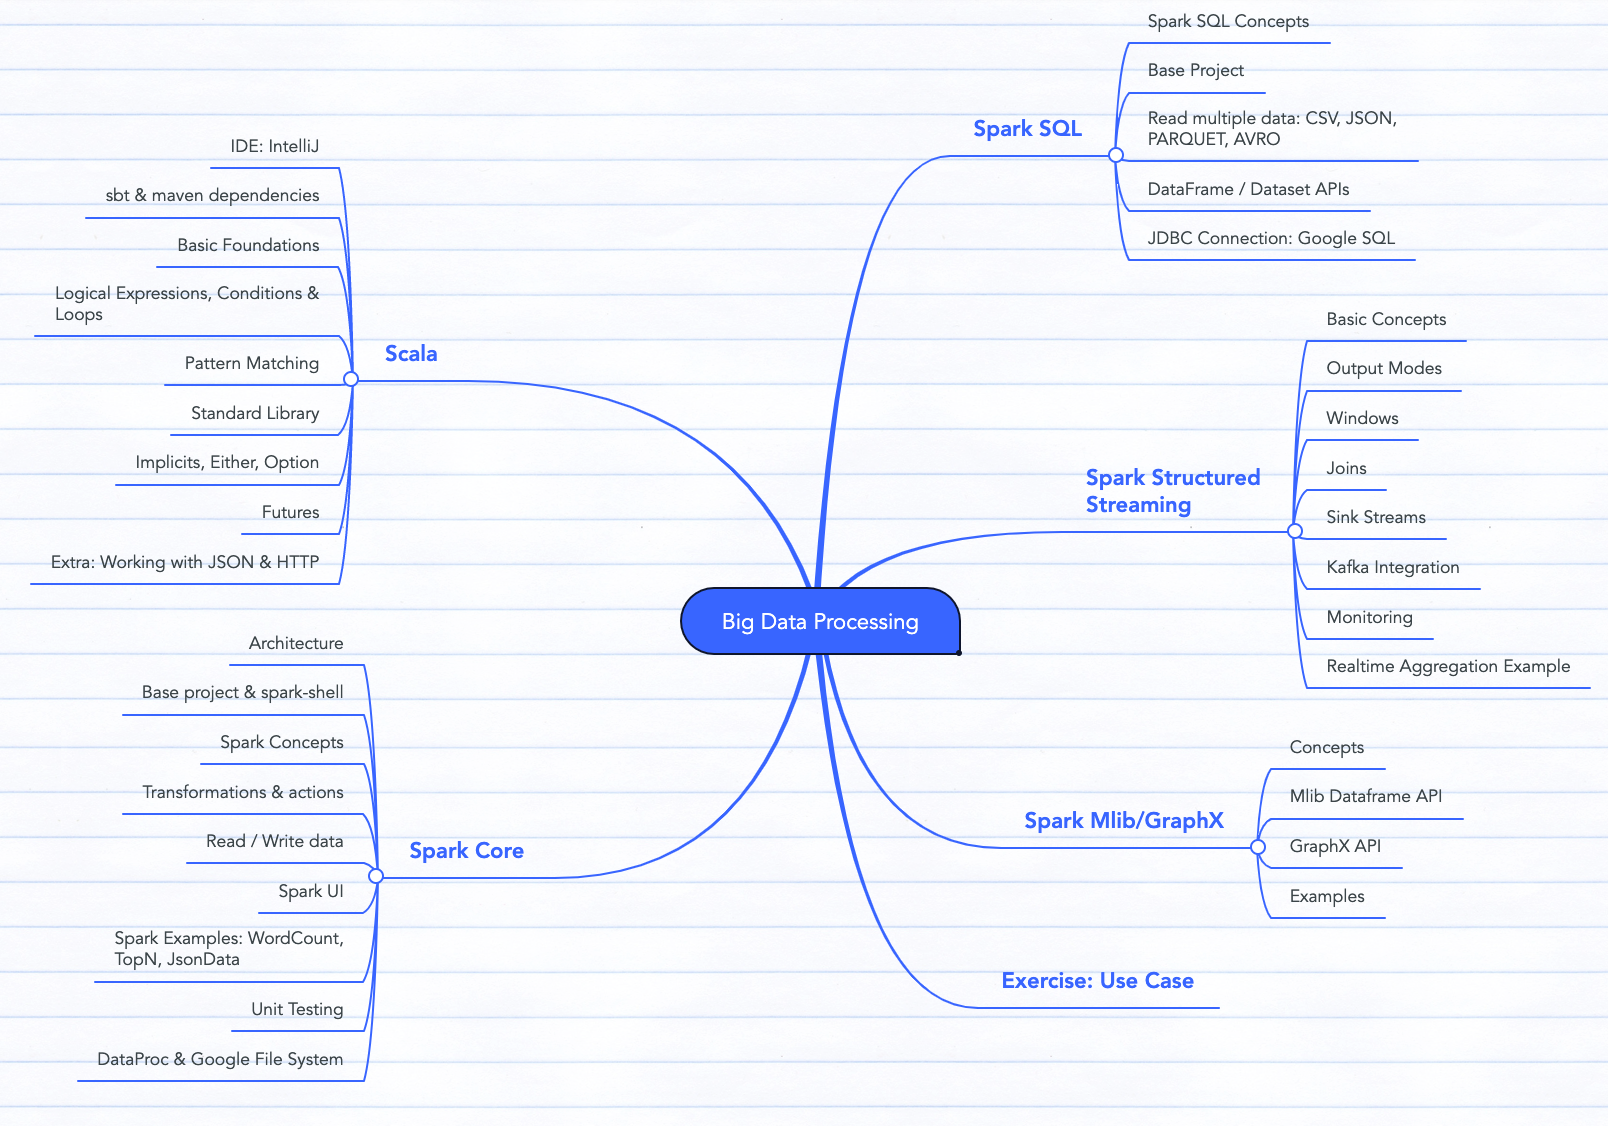 Big Data Processing
Scala
IDE: IntelliJ
sbt & maven dependencies
Basic Foundations
Logical Expressions, Conditions &
Loops
Pattern Matching
Standard Library
Implicits, Either, Option
Futures
Extra: Working with JSON & HTTP
Spark Core
Architecture
Base project & spark-shell
Spark Concepts
Transformations & actions
Read / Write data
Spark UI
Spark Examples: WordCount,
TopN, JsonData
Unit Testing
DataProc & Google File System
Spark SQL
Spark SQL Concepts
Base Project
Read multiple data: CSV, JSON,
PARQUET, AVRO
DataFrame / Dataset APIs
JDBC Connection: Google SQL
Spark Structured
Streaming
Basic Concepts
Output Modes
Windows
Joins
Sink Streams
Kafka Integration
Monitoring
Realtime Aggregation Example
Spark Mlib/GraphX
Concepts
Mlib Dataframe API
GraphX API
Examples
Exercise: Use Case